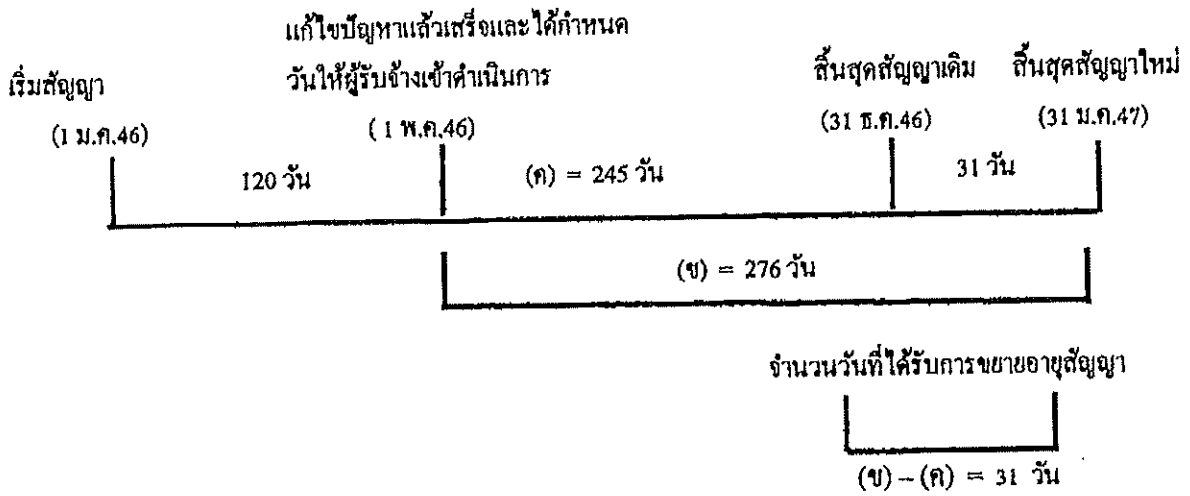 แก้ไขปัญหาแล้วเสร็จและได้กำหนด
วันให้ผู้รับจ้างเข้าดำเนินการ
เริ่มสัญญา
สิ้นสุดสัญญาเดิม
สิ้นสุดสัญญาใหม่
(1 ม.ค.46)
( 1 พ.ค.46)
(31 ธ.ค.46)
(31 ม.ค.47)
120 วัน
(ค) = 245 วัน
31 วัน
(ข) = 276 วัน
จำนวนวันที่ได้รับการขยายอายุสัญญา
(ข) – (ค) = 31 วัน